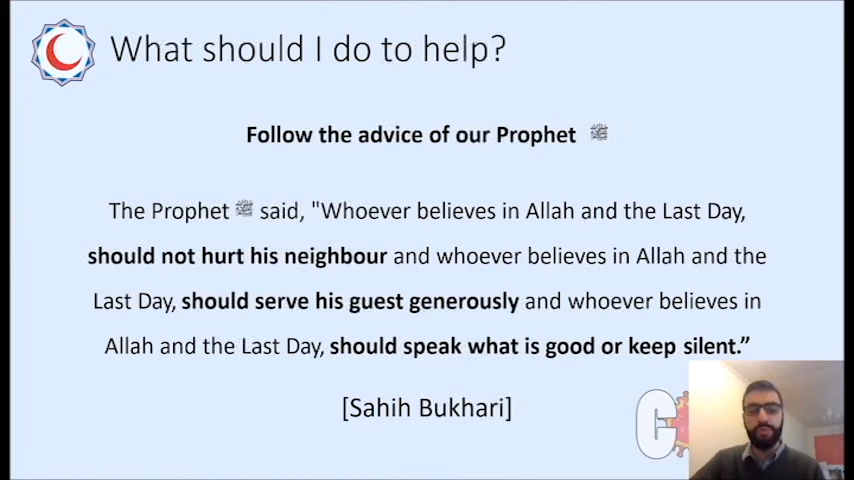 What should I do to help?
Follow the advice of our Prophet ﷺ
The Prophet ﷺ said, "Whoever believes in Allah and the Last Day,
should not hurt his neighbour and whoever believes in Allah and the
Last Day, should serve his guest generously and whoever believes in
Allah and the Last Day, should speak what is good or keep silent.”
[Sahih Bukhari]
C